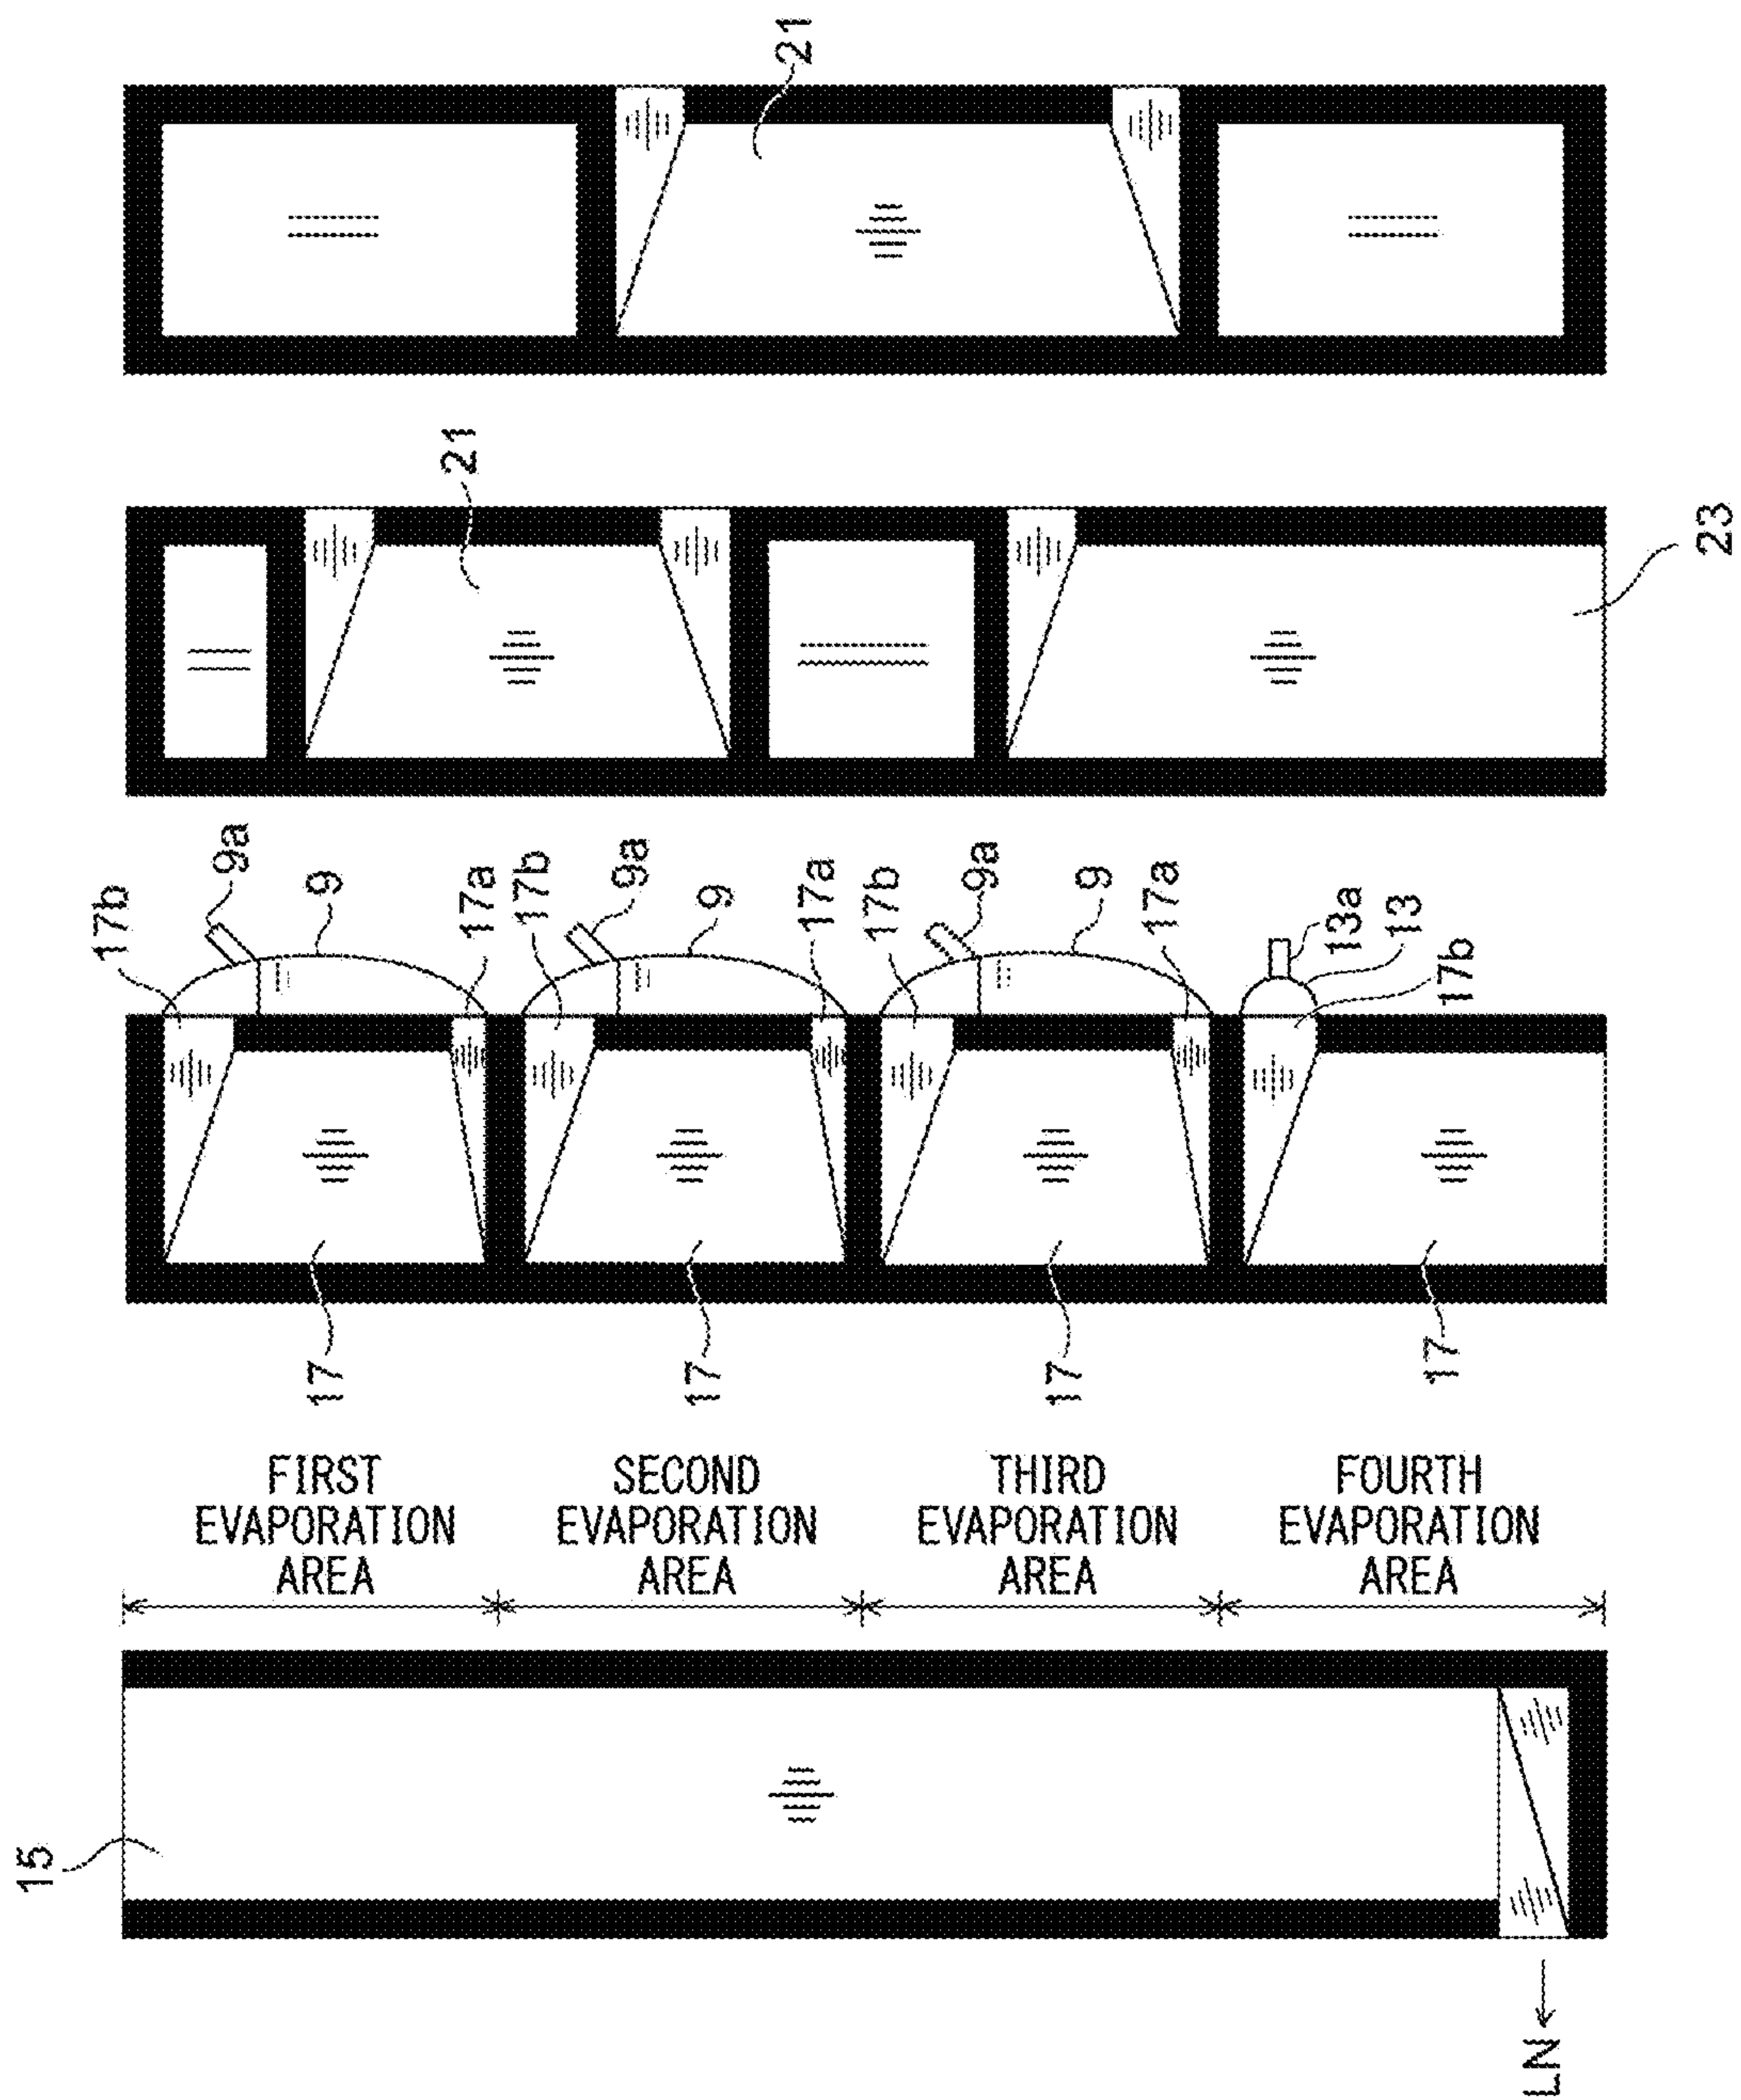 21
21
23
17b
9a
9
17a
17b
9a
9
17a
17b
9a
9
17a
13a
13
17b
17
17
17
17
FIRST
EVAPORATION
AREA
SECOND
EVAPORATION
AREA
THIRD
EVAPORATION
AREA
FOURTH
EVAPORATION
AREA
15
LN